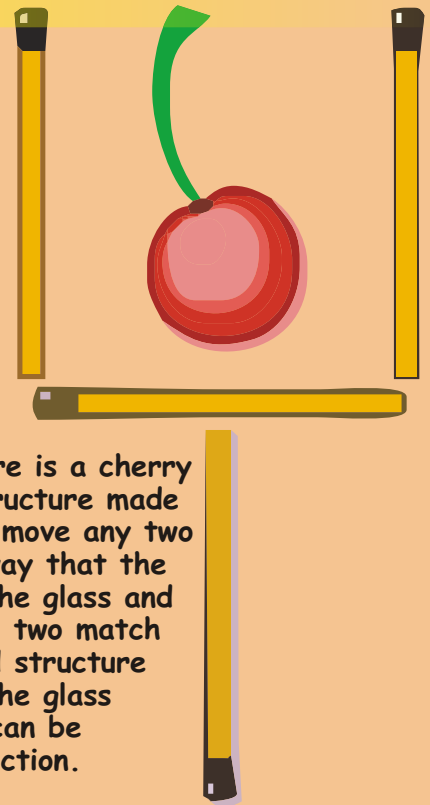 re is a cherry
ructure made
move any two
ay that the
he glass and
two match
structure
he glass
can be
ction.